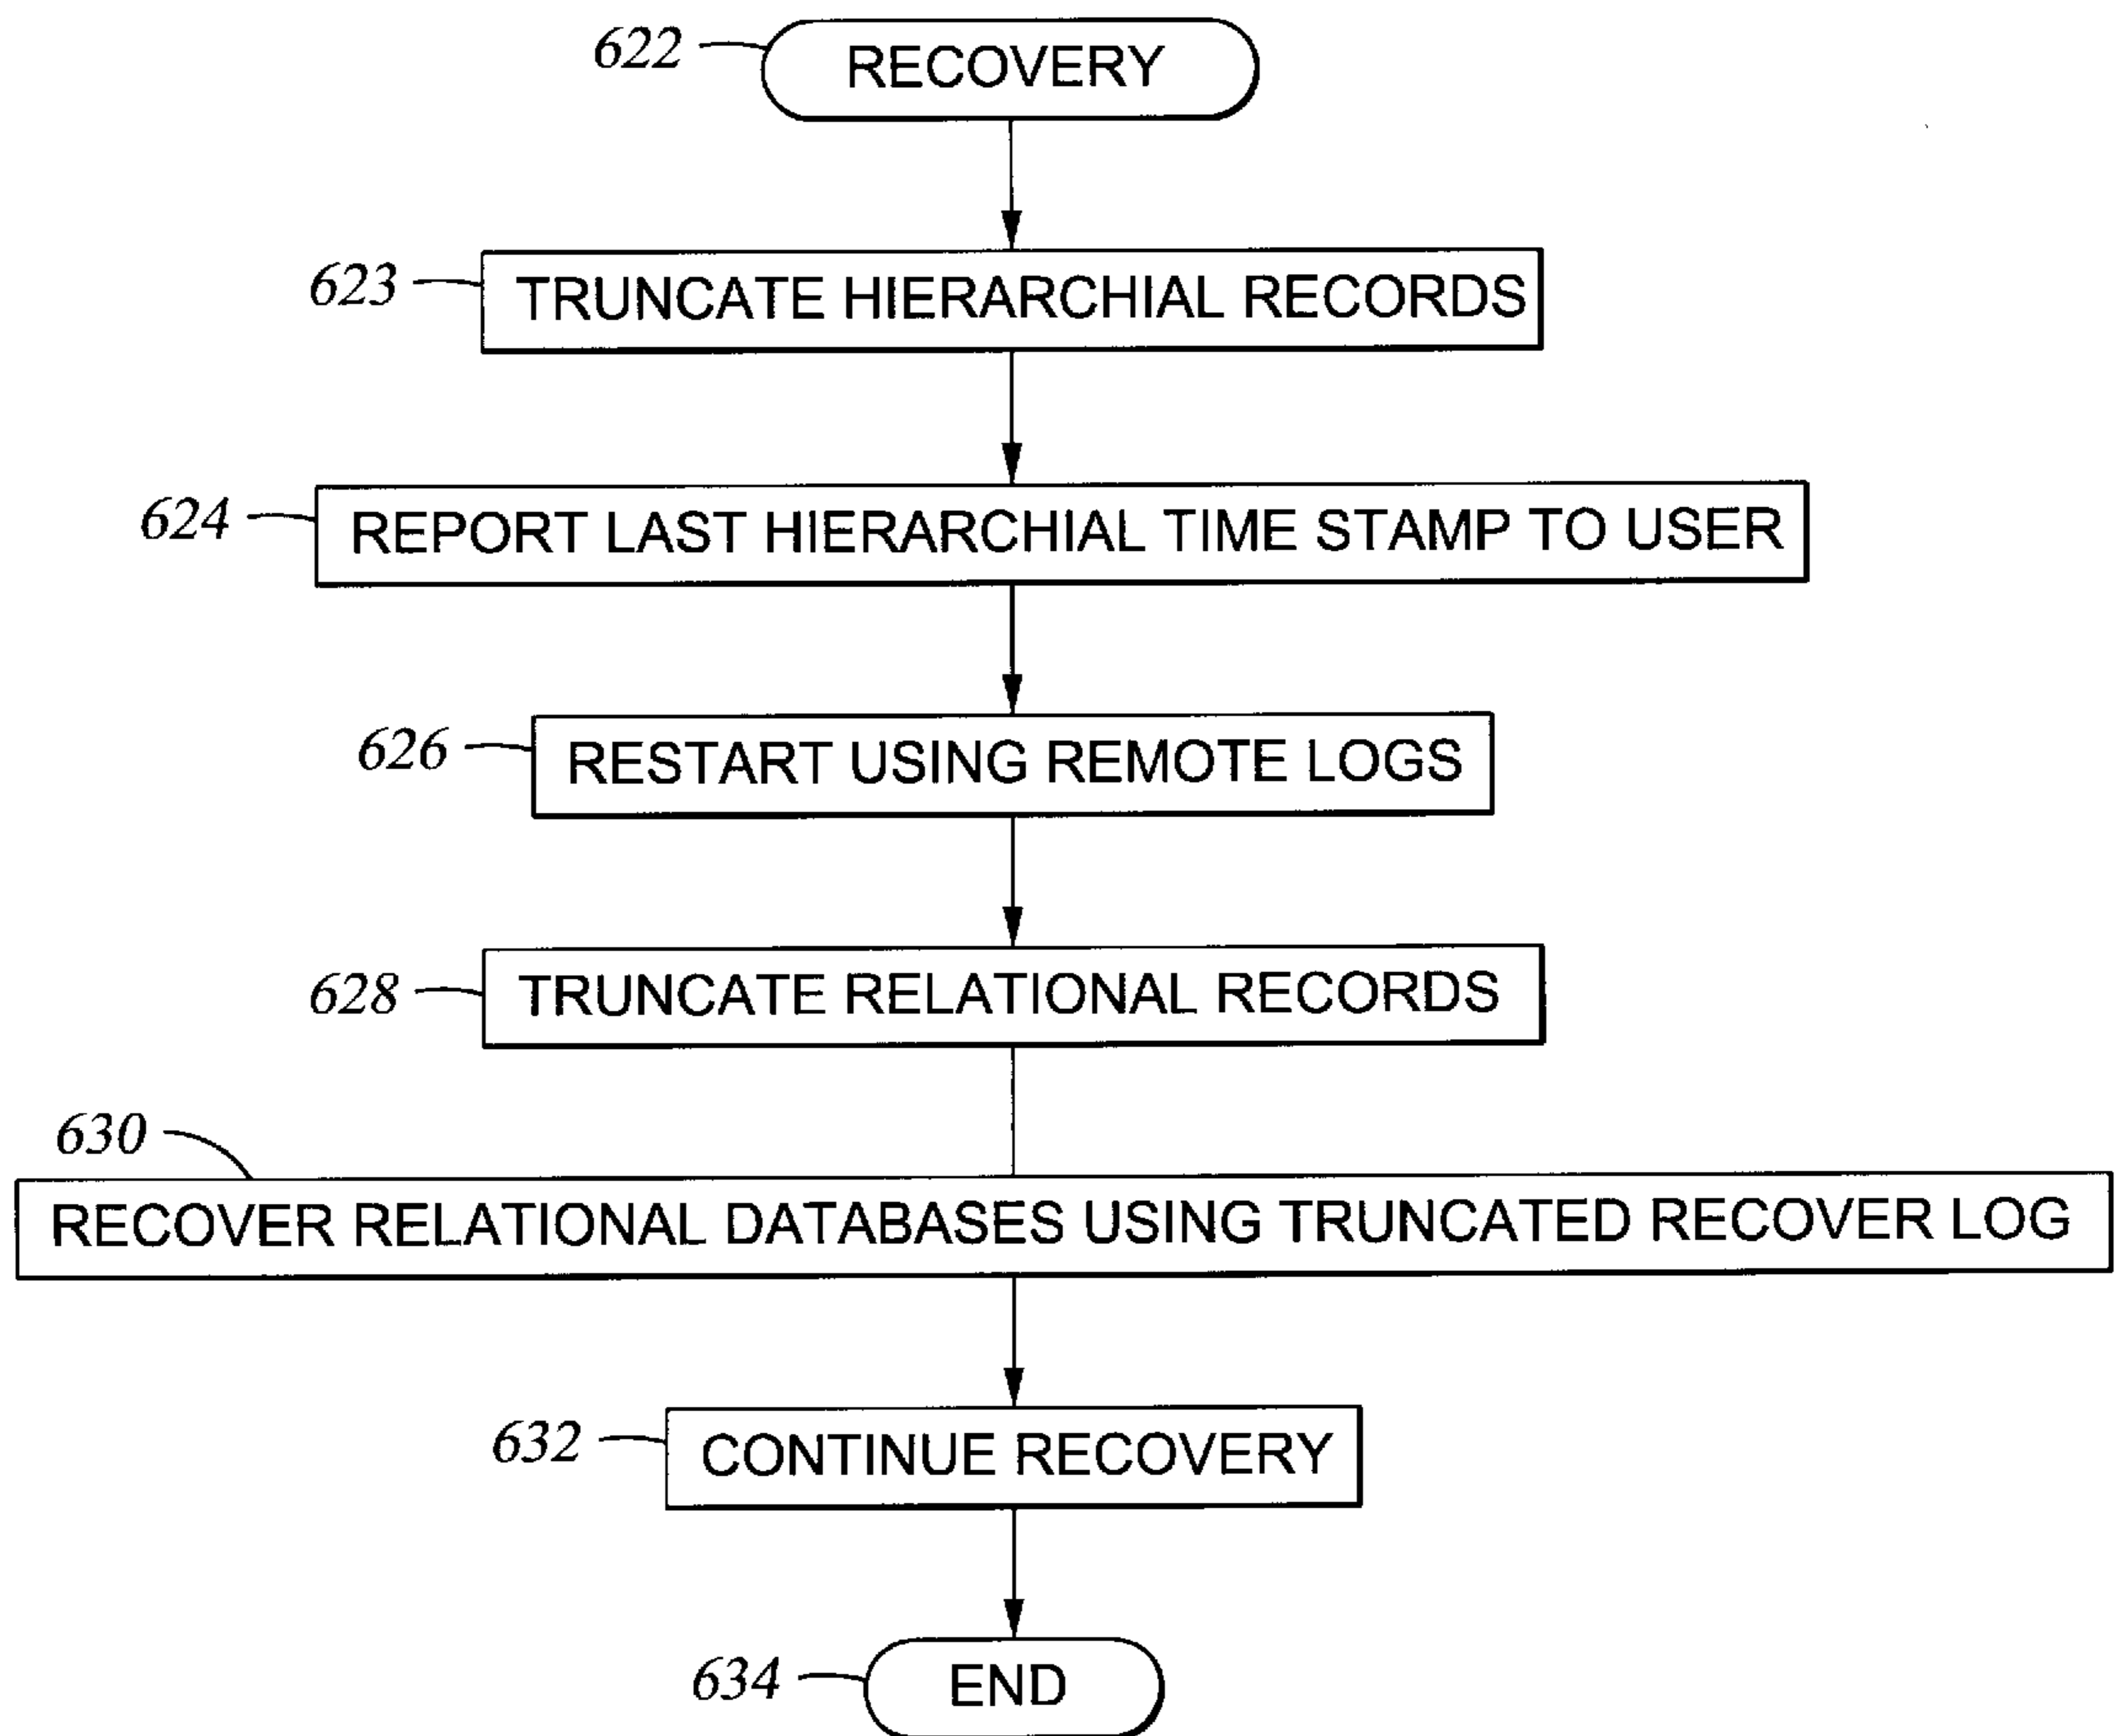 622
RECOVERY
623
TRUNCATE HIERARCHIAL RECORDS
624
REPORT LAST HIERARCHIAL TIME STAMP TO USER
626
RESTART USING REMOTE LOGS
628
TRUNCATE RELATIONAL RECORDS
630
RECOVER RELATIONAL DATABASES USING TRUNCATED RECOVER LOG
632
CONTINUE RECOVERY
634
END